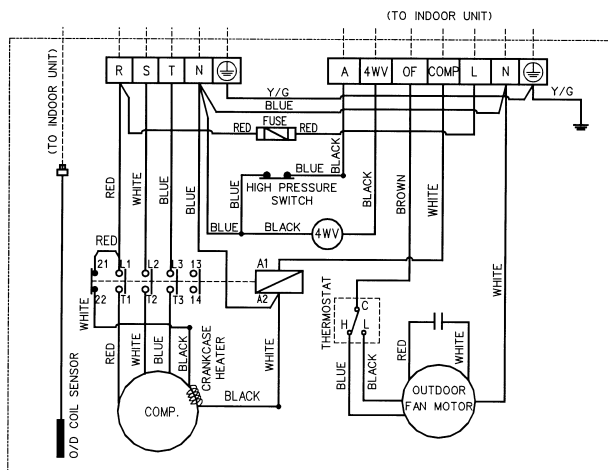 (TO INDOOR UNIT)
(TO INDOOR UNIT)
R S T N
A 4WV OF COMP L N
Y/G
Y/G
BLUE
FUSE
RED RED
BLUE
HIGH PRESSURE
SWITCH
RED
WHITE
BLUE
BLUE
BLUE
BLACK
BROWN
WHITE
BLUE
BLACK
4WV
RED
21 L1 L2 L3 13
A1
22 T1 T2 T3 14
A2
WHITE
WHITE
THERMOSTAT
C
H L
RED
WHITE
BLUE
BLACK
CRANKCASE
HEATER
WHITE
BLUE
BLACK
RED
WHITE
BLACK
COMP.
OUTDOOR
FAN MOTOR
O/D COIL SENSOR